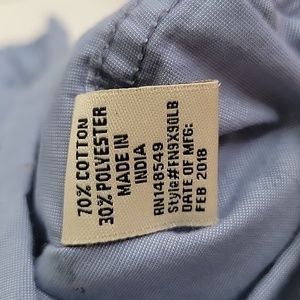 70% COTTON
30% POLYESTER
MADE IN
INDIA
RN148549
Style#FN9X90LB
DATE OF MFG:
FEB 2018